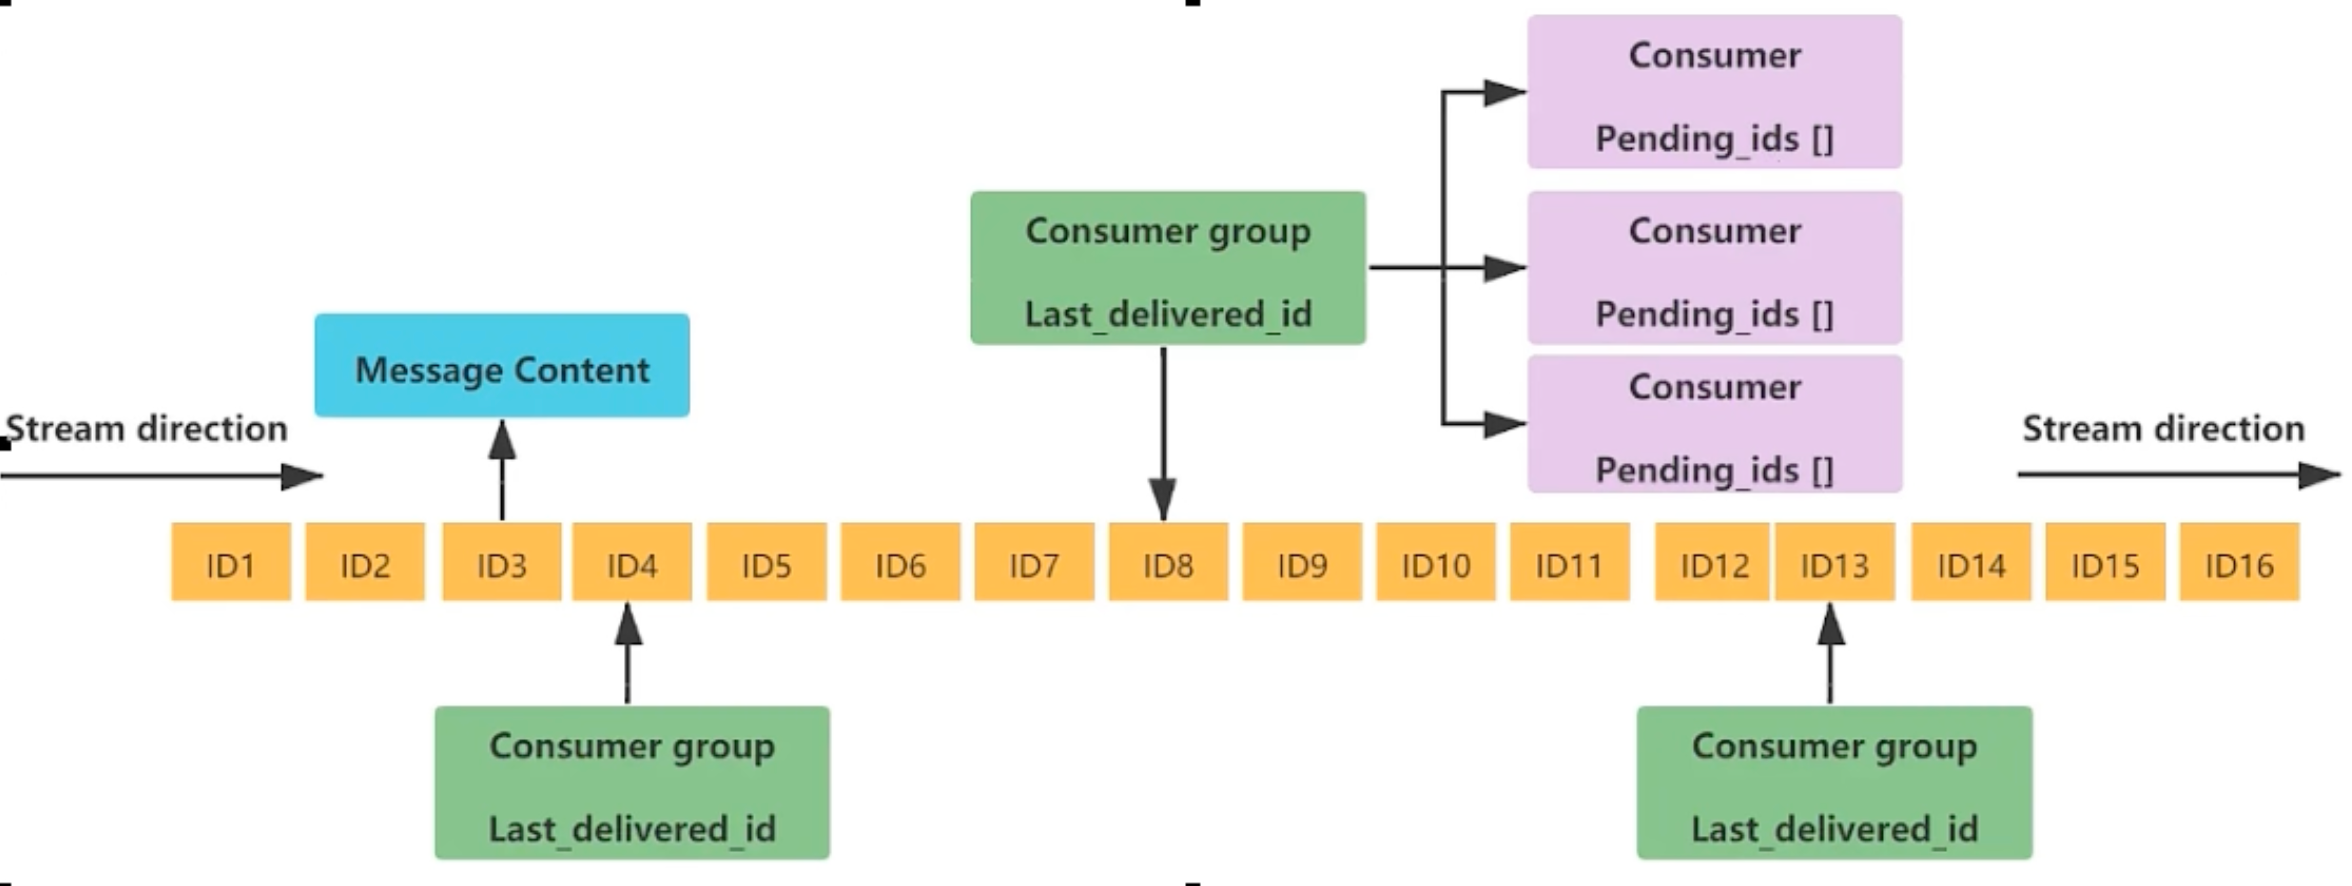 Consumer
Pending_ids []
Consumer group
Last_delivered_id
Consumer
Pending_ids []
Consumer
Pending_ids []
Message Content
Stream direction
Stream direction
ID1 ID2 ID3 ID4 ID5 ID6 ID7 ID8 ID9 ID10 ID11 ID12 ID13 ID14 ID15 ID16
Consumer group
Last_delivered_id
Consumer group
Last_delivered_id